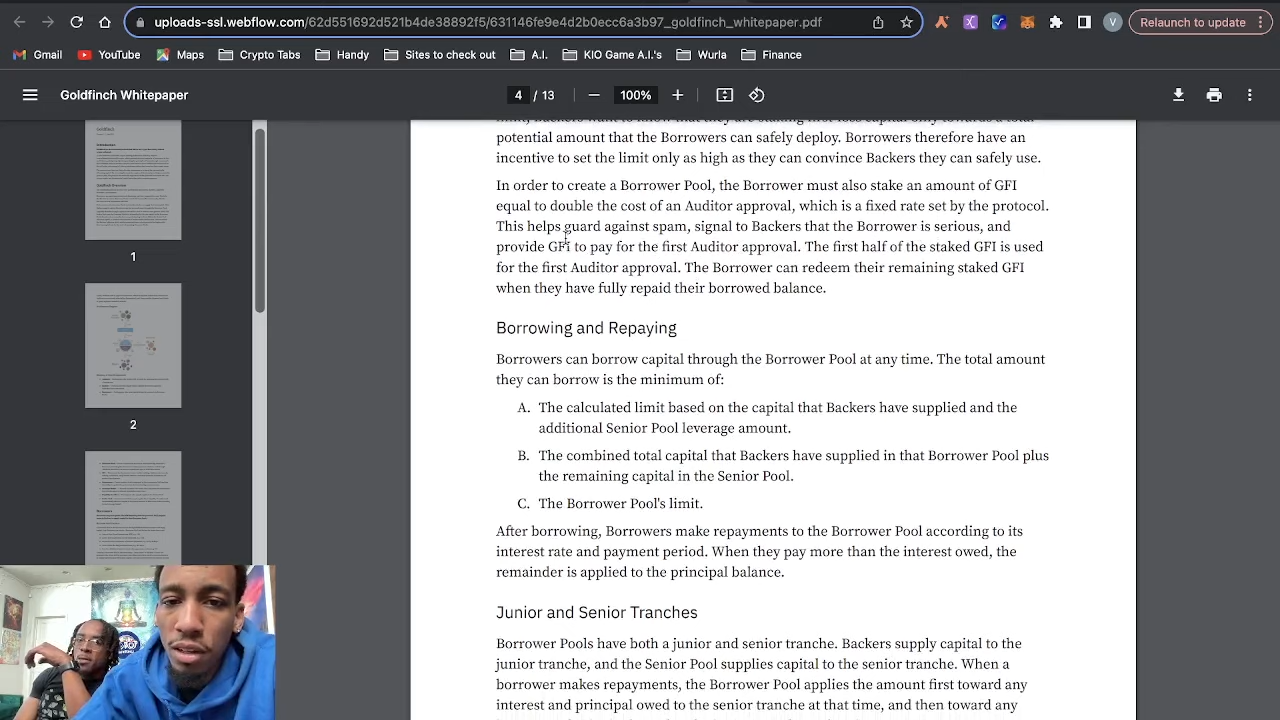 uploads-ssl.webflow.com/62d551692d521b4de38892f5/631146fe9e4d2b0ecc6a3b97_goldfinch_whitepaper.pdf
V
Relaunch to update
Gmail
YouTube
Maps
Crypto Tabs
Handy
Sites to check out
A.I.
KIO Game A.I.'s
Wurla
Finance
Goldfinch Whitepaper
4 / 13
100%
1
2
potential amount that the Borrowers can safely deploy. Borrowers therefore have an
incentive to set the limit only as high as they can convince Backers they can safely use.
In order to create a Borrower Pool, the Borrower must also stake an amount of GFI
equal to double the cost of an Auditor approval, which is a fixed rate set by the protocol.
This helps guard against spam, signal to Backers that the Borrower is serious, and
provide GFI to pay for the first Auditor approval. The first half of the staked GFI is used
for the first Auditor approval. The Borrower can redeem their remaining staked GFI
when they have fully repaid their borrowed balance.
Borrowing and Repaying
Borrowers can borrow capital through the Borrower Pool at any time. The total amount
they can borrow is the minimum of:
A. The calculated limit based on the capital that Backers have supplied and the
additional Senior Pool leverage amount.
B. The combined total capital that Backers have supplied in that Borrower Pool plus
the remaining capital in the Senior Pool.
C. The Borrower Pool's limit.
After borrowing, Borrowers make repayments to the Borrower Pool according to its
interest rate and payment period. When they pay more than the interest owed, the
remainder is applied to the principal balance.
Junior and Senior Tranches
Borrower Pools have both a junior and senior tranche. Backers supply capital to the
junior tranche, and the Senior Pool supplies capital to the senior tranche. When a
borrower makes repayments, the Borrower Pool applies the amount first toward any
interest and principal owed to the senior tranche at that time, and then toward any